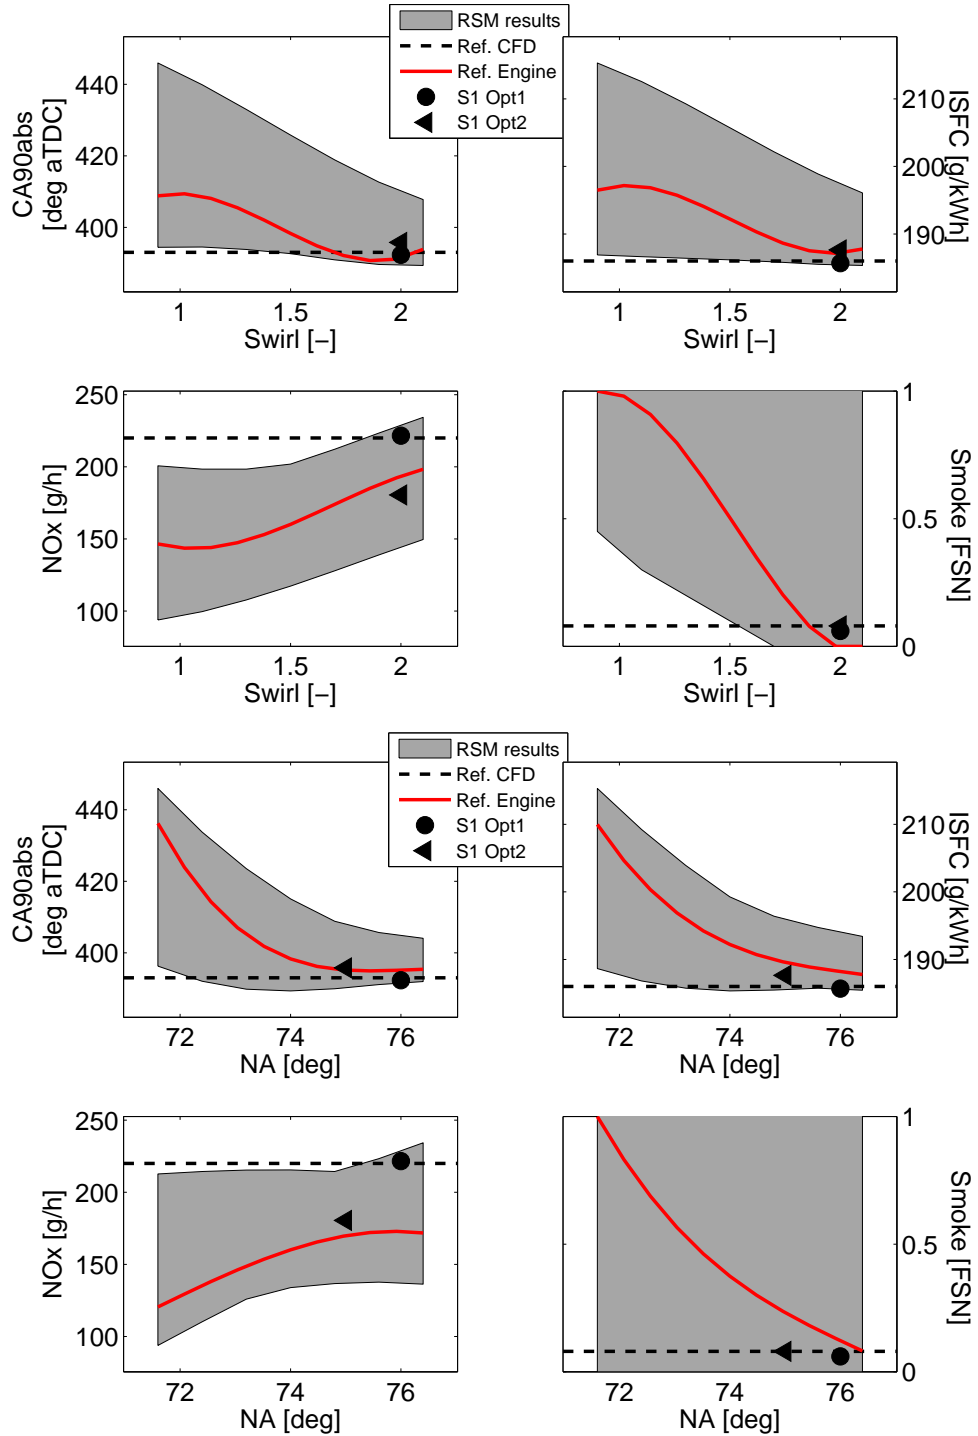 RSM results
Ref. CFD
Ref. Engine
S1 Opt1
S1 Opt2
CA90abs
[deg aTDC]
440
420
400
1
1.5
2
Swirl [−]
ISFC [g/kWh]
210
200
190
1
1.5
2
Swirl [−]
NOx [g/h]
250
200
150
100
1
1.5
2
Swirl [−]
Smoke [FSN]
1
0.5
0
1
1.5
2
Swirl [−]
RSM results
Ref. CFD
Ref. Engine
S1 Opt1
S1 Opt2
CA90abs
[deg aTDC]
440
420
400
72
74
76
NA [deg]
ISFC [g/kWh]
210
200
190
72
74
76
NA [deg]
NOx [g/h]
250
200
150
100
72
74
76
NA [deg]
Smoke [FSN]
1
0.5
0
72
74
76
NA [deg]